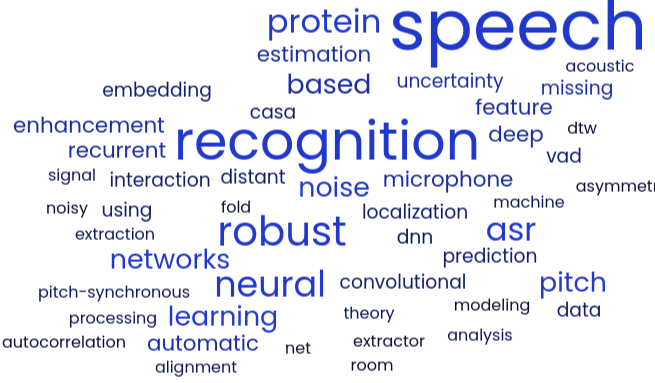 protein speech
estimation
acoustic
embedding based uncertainty missing
casa feature
enhancement recognition deep dtw
recurrent vad
signal interaction distant noise microphone asymmetr
noisy using fold localization machine
extraction robust dnn asr
networks prediction
pitch-synchronous neural convolutional pitch
processing learning theory modeling data
autocorrelation automatic net extractor analysis
alignment room